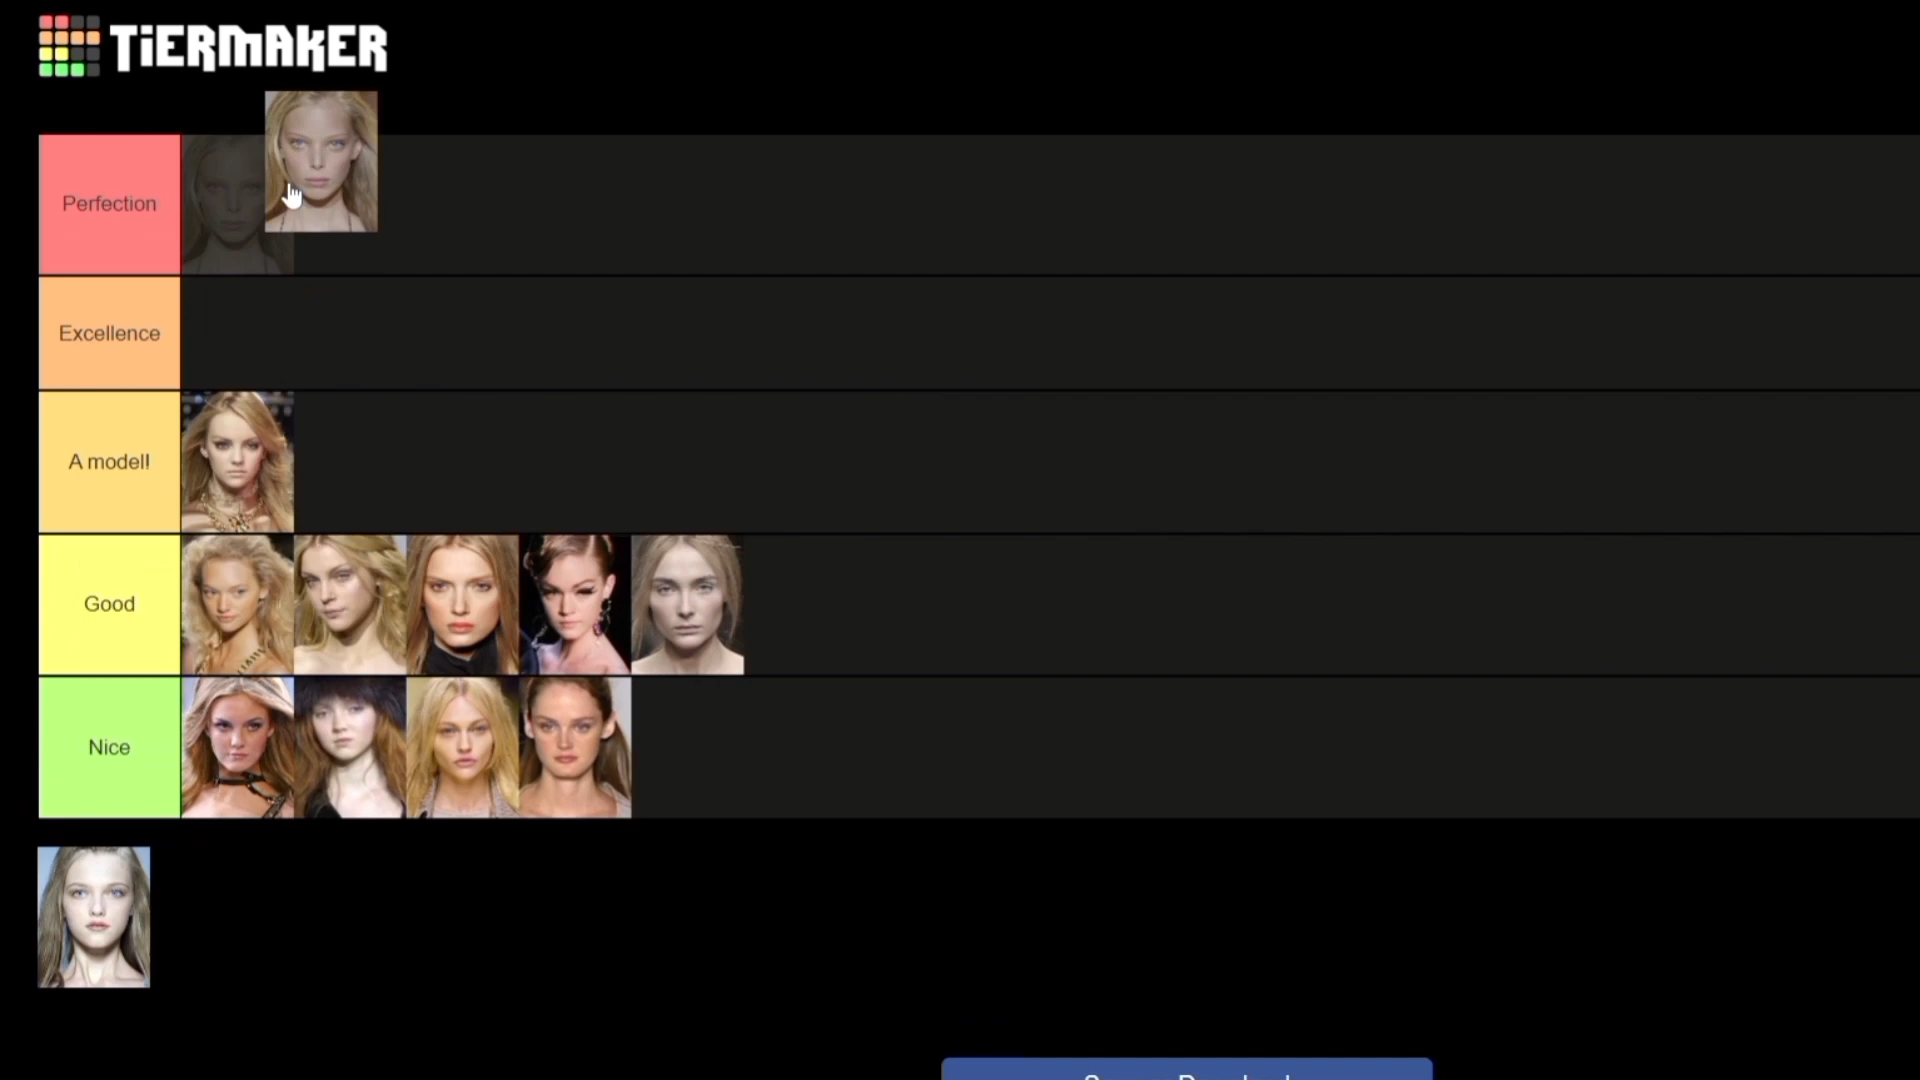 TiERMAKER
Perfection
Excellence
A model!
Good
Nice